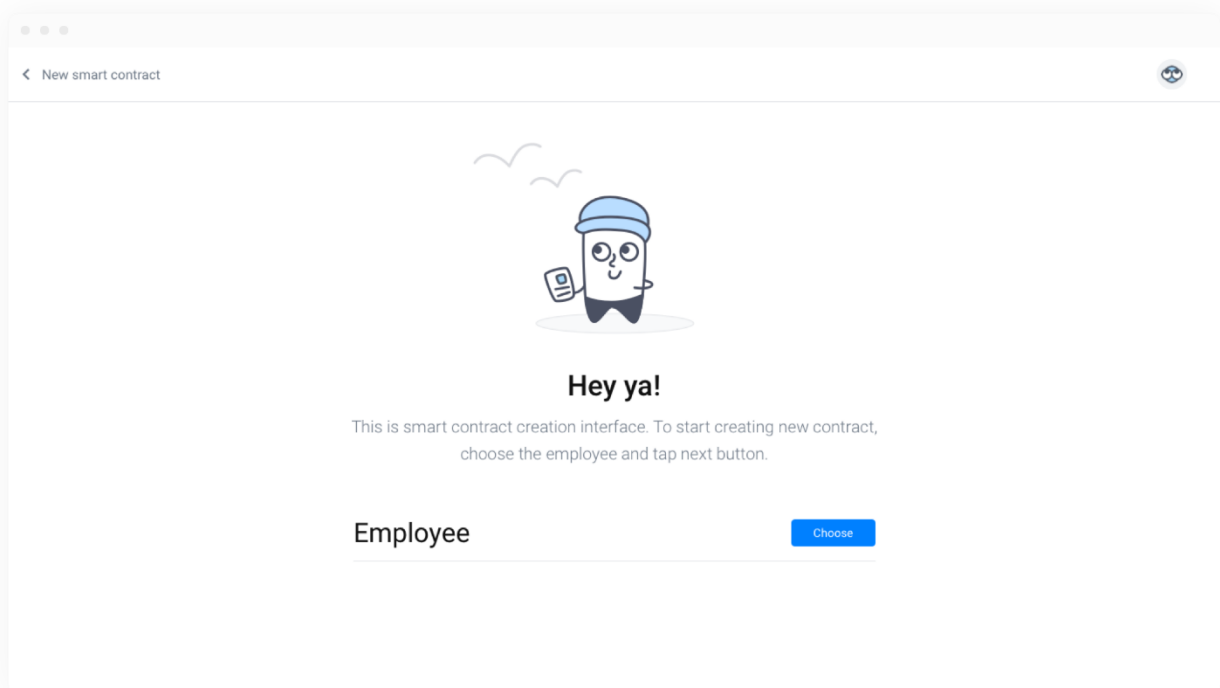 New smart contract
Hey ya!
This is smart contract creation interface. To start creating new contract,
choose the employee and tap next button.
Employee
Choose